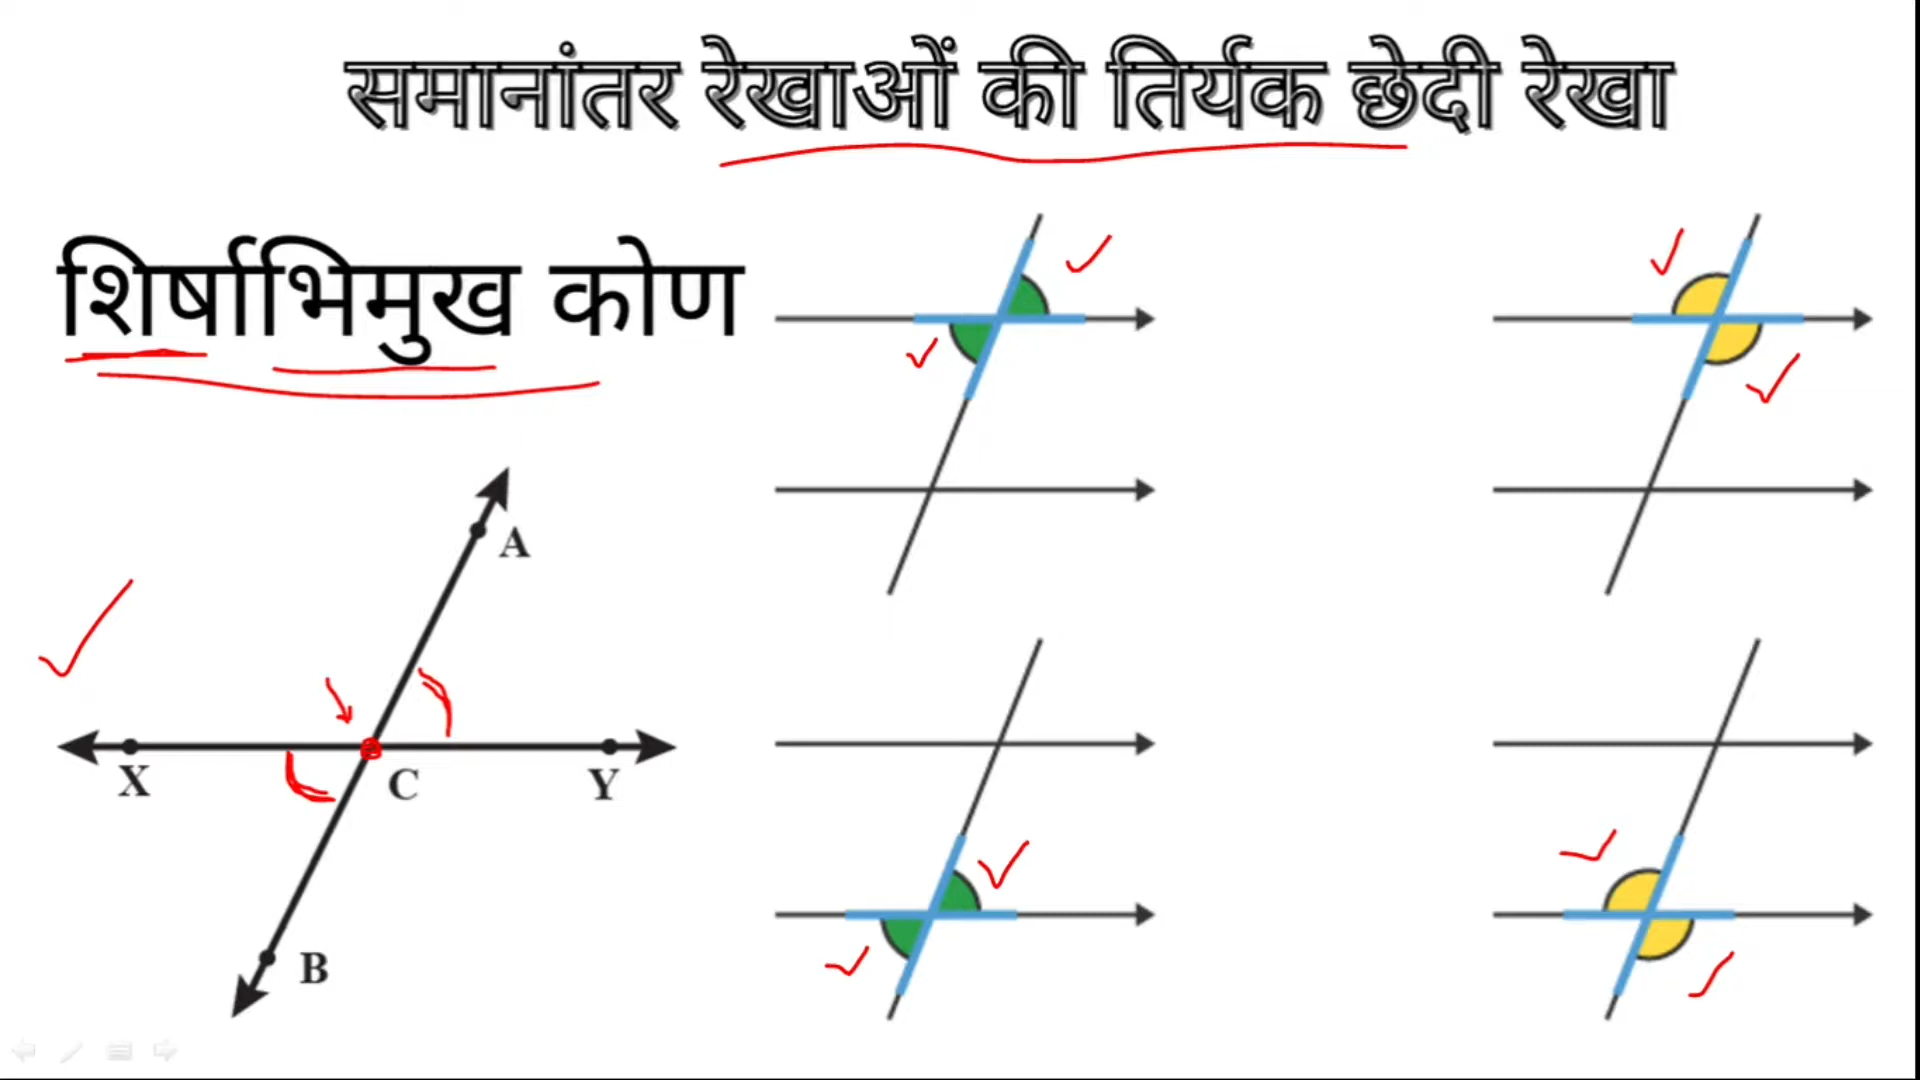 समानांतर रेखाओं की तिर्यक छेदी रेखा
शिर्षाभिमुख कोण
A
X
C
Y
B